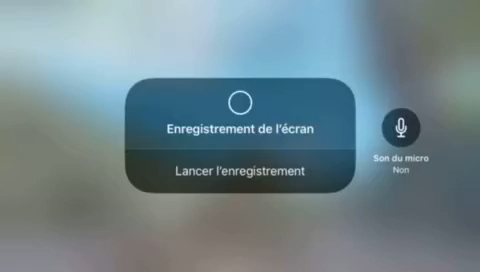 Enregistrement de l'écran
Lancer l'enregistrement
Son du micro
Non